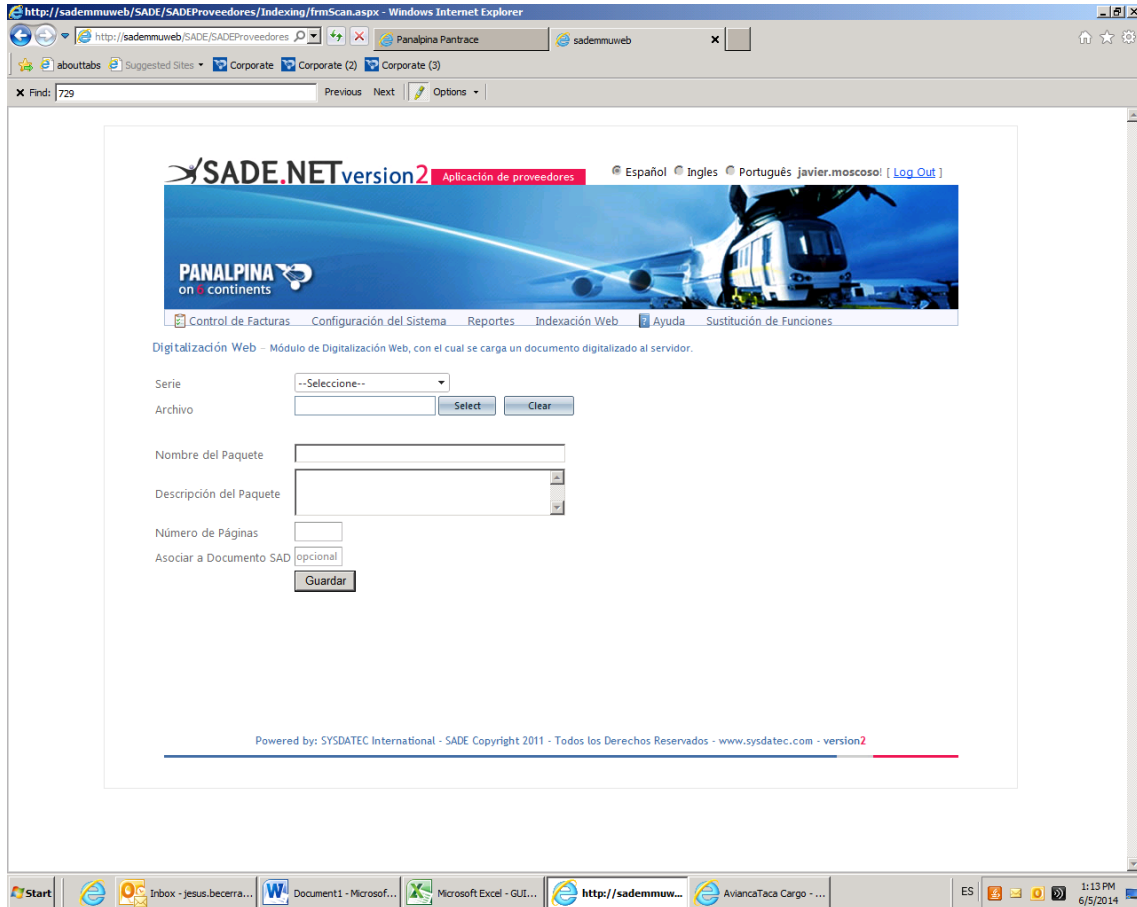 http://sademmuweb/SADE/SADEProveedores/Indexing/frmScan.aspx - Windows Internet Explorer
http://sademmuweb/SADE/SADEProveedores
Panalpina Pantrace
sademmuweb
abouttabs Suggested Sites Corporate Corporate (2) Corporate (3)
x Find: 729 Previous Next Options
SADE.NET version2 Aplicación de proveedores Español Ingles Português javier.moscoso! [ Log Out ]
PANALPINA
on 6 continents
Control de Facturas Configuración del Sistema Reportes Indexación Web ? Ayuda Sustitución de Funciones
Digitalización Web – Módulo de Digitalización Web, con el cual se carga un documento digitalizado al servidor.
Serie --Seleccione--
Archivo Select Clear
Nombre del Paquete
Descripción del Paquete
Número de Páginas
Asociar a Documento SAD opcional
Guardar
Powered by: SYSDATEC International - SADE Copyright 2011 - Todos los Derechos Reservados - www.sysdatec.com - version2
Start Inbox - jesus.becerra... Document1 - Microsof... Microsoft Excel - GUI... http://sademmuw... AviancaTaca Cargo - ... ES 1:13 PM
6/5/2014